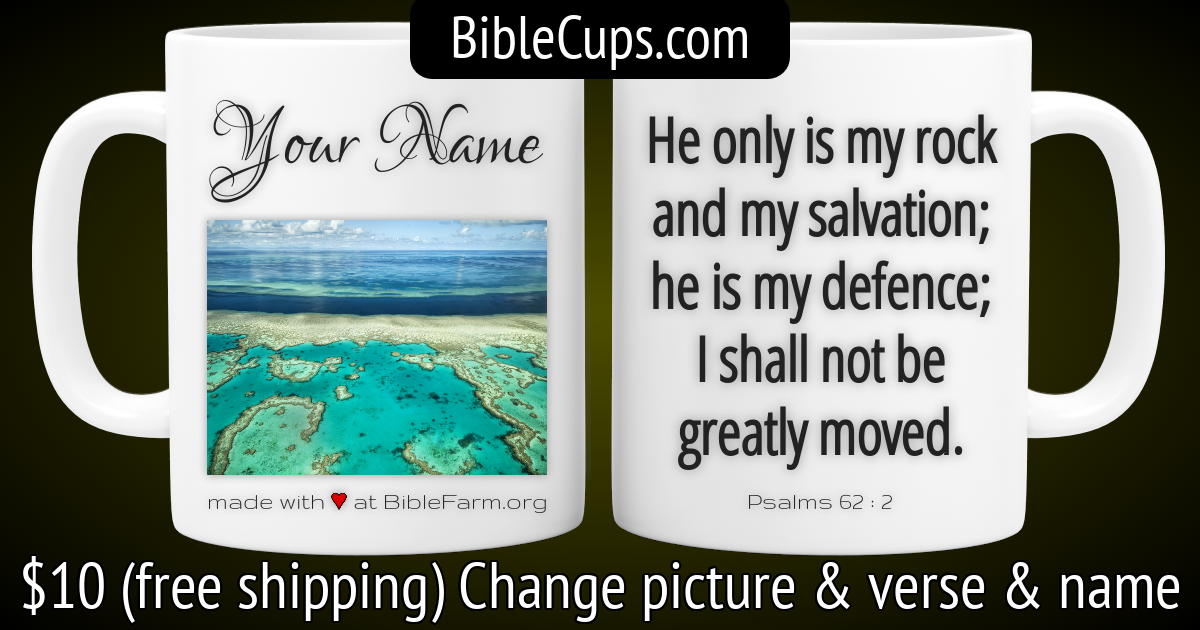 BibleCups.com
Your Name
made with ♥ at BibleFarm.org
He only is my rock
and my salvation;
he is my defence;
I shall not be
greatly moved.
Psalms 62 : 2
$10 (free shipping) Change picture & verse & name